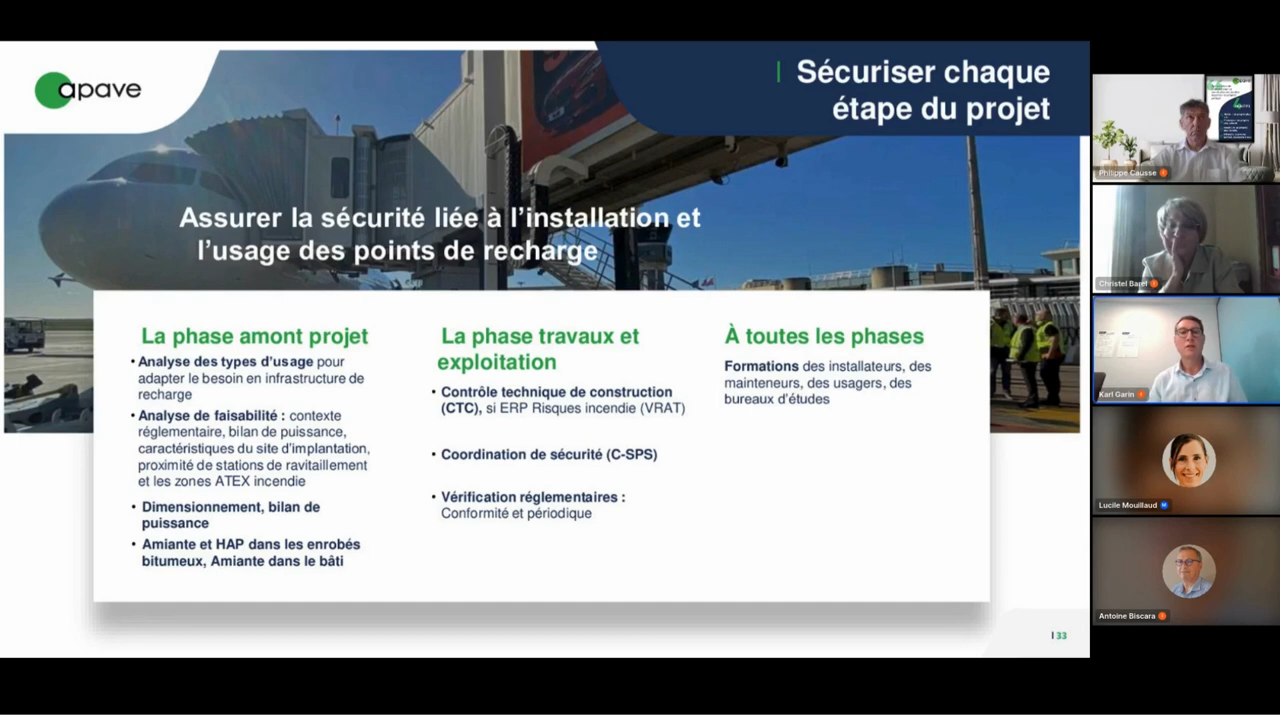 apave
Sécuriser chaque
étape du projet
Assurer la sécurité liée à l'installation et
l'usage des points de recharge
La phase amont projet
• Analyse des types d'usage pour
adapter le besoin en infrastructure de
recharge
• Analyse de faisabilité : contexte
réglementaire, bilan de puissance,
caractéristiques du site d'implantation,
proximité de stations de ravitaillement
et les zones ATEX incendie
• Dimensionnement, bilan de
puissance
• Amiante et HAP dans les enrobés
bitumeux, Amiante dans le bâti
La phase travaux et
exploitation
• Contrôle technique de construction
(CTC), si ERP Risques incendie (VRAT)
• Coordination de sécurité (C-SPS)
• Vérification réglementaires :
Conformité et périodique
À toutes les phases
Formations des installateurs, des
mainteneurs, des usagers, des
bureaux d'études
33
Philippe Causse
Christel Barel
Karl Garin
Lucile Mouillaud
M
Antoine Biscara